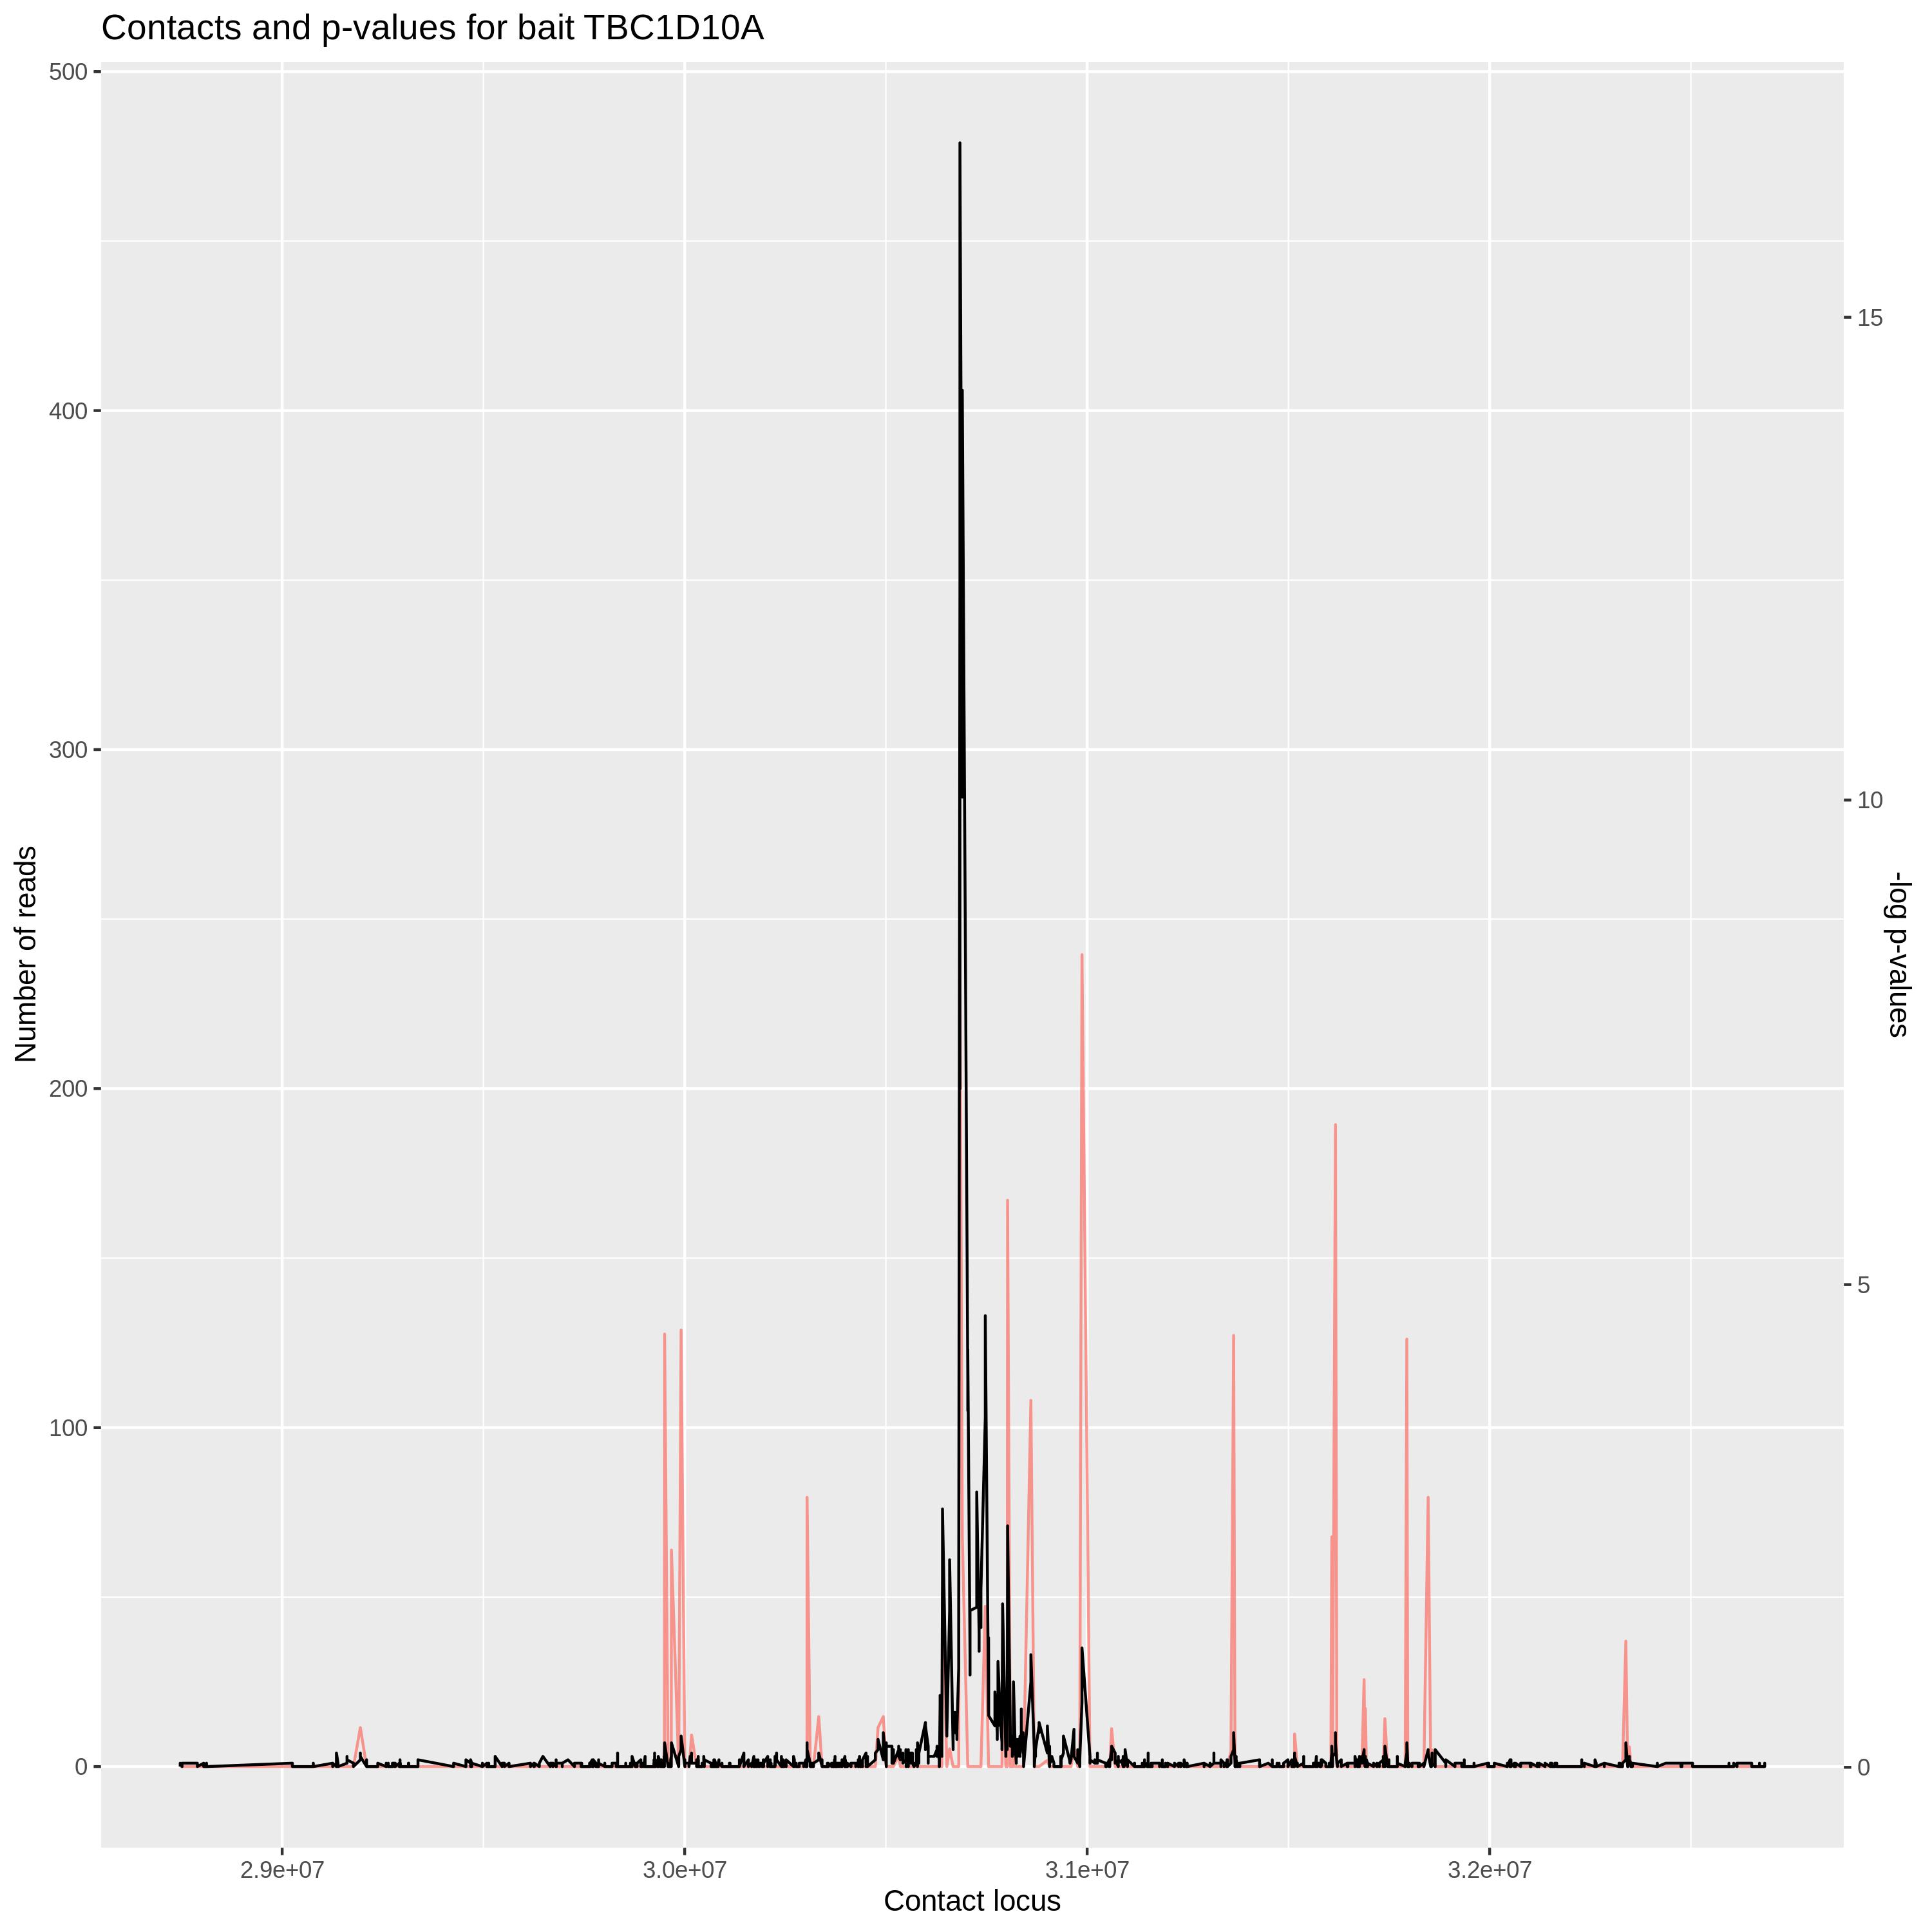 Contacts and p-values for bait TBC1D10A
500
400
300
200
100
0
Number of reads
15
10
5
0
-log p-values
2.9e+07
3.0e+07
3.1e+07
3.2e+07
Contact locus